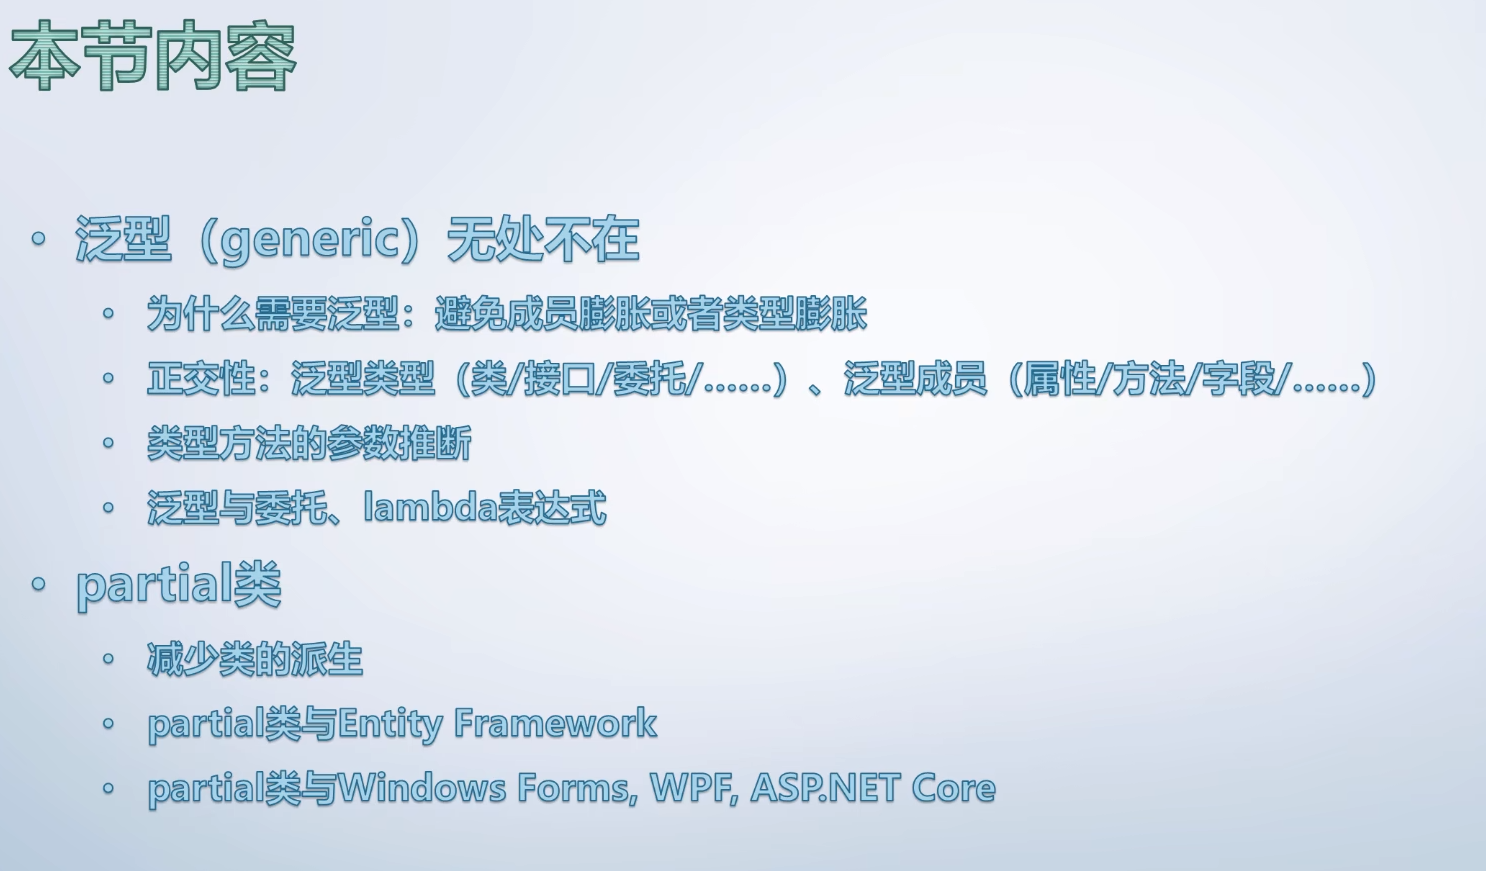 本节内容
• 泛型（generic）无处不在
• 为什么需要泛型：避免成员膨胀或者类型膨胀
• 正交性：泛型类型（类/接口/委托/......）、泛型成员（属性/方法/字段/......）
• 类型方法的参数推断
• 泛型与委托、lambda表达式
• partial类
• 减少类的派生
• partial类与Entity Framework
• partial类与Windows Forms, WPF, ASP.NET Core